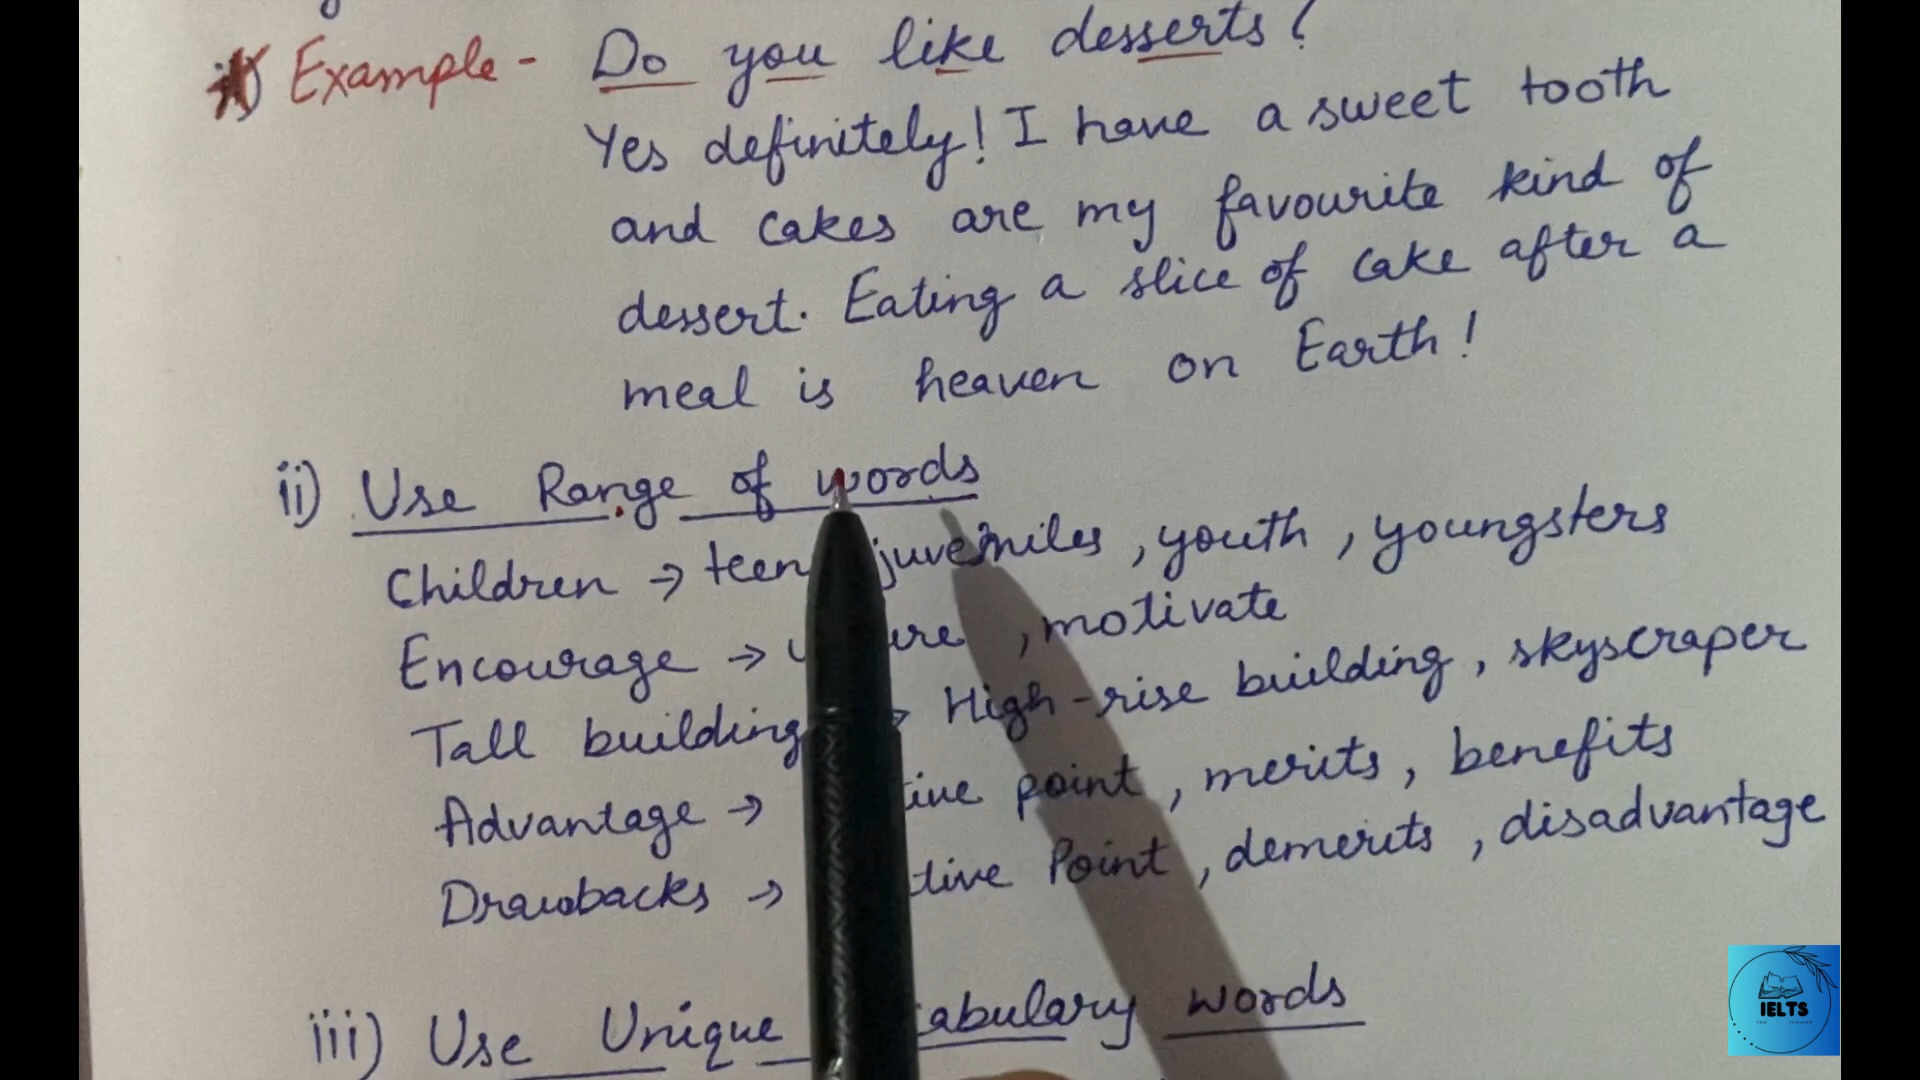 Example - Do you like desserts?
Yes definitely! I have a sweet tooth
and cakes are my favourite kind of
dessert. Eating a slice of cake after a
meal is heaven on Earth!
ii) Use Range of words
Children → teen juveniles, youth, youngsters
Encourage → , motivate
Tall building → High-rise building, skyscraper
Advantage → point, merits, benefits
Drawbacks → Point, demerits, disadvantage
iii) Use Unique words
IELTS